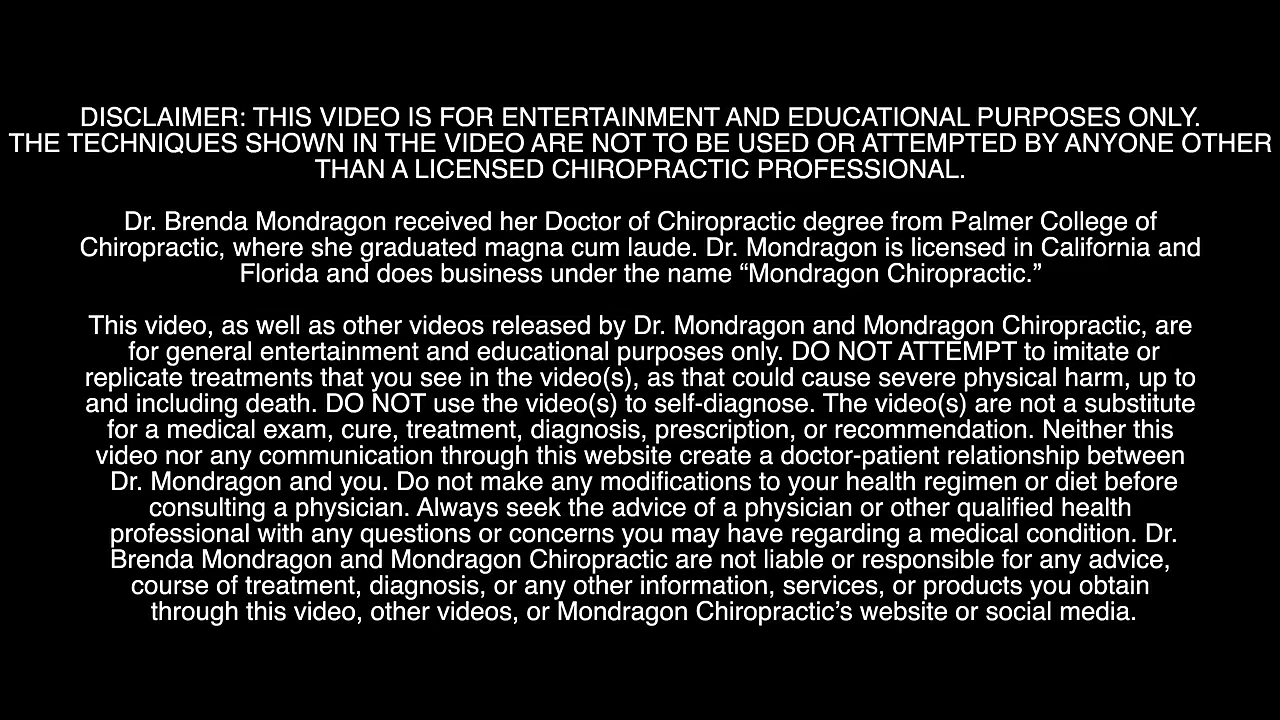 DISCLAIMER: THIS VIDEO IS FOR ENTERTAINMENT AND EDUCATIONAL PURPOSES ONLY.
THE TECHNIQUES SHOWN IN THE VIDEO ARE NOT TO BE USED OR ATTEMPTED BY ANYONE OTHER
THAN A LICENSED CHIROPRACTIC PROFESSIONAL.
Dr. Brenda Mondragon received her Doctor of Chiropractic degree from Palmer College of
Chiropractic, where she graduated magna cum laude. Dr. Mondragon is licensed in California and
Florida and does business under the name “Mondragon Chiropractic.”
This video, as well as other videos released by Dr. Mondragon and Mondragon Chiropractic, are
for general entertainment and educational purposes only. DO NOT ATTEMPT to imitate or
replicate treatments that you see in the video(s), as that could cause severe physical harm, up to
and including death. DO NOT use the video(s) to self-diagnose. The video(s) are not a substitute
for a medical exam, cure, treatment, diagnosis, prescription, or recommendation. Neither this
video nor any communication through this website create a doctor-patient relationship between
Dr. Mondragon and you. Do not make any modifications to your health regimen or diet before
consulting a physician. Always seek the advice of a physician or other qualified health
professional with any questions or concerns you may have regarding a medical condition. Dr.
Brenda Mondragon and Mondragon Chiropractic are not liable or responsible for any advice,
course of treatment, diagnosis, or any other information, services, or products you obtain
through this video, other videos, or Mondragon Chiropractic’s website or social media.